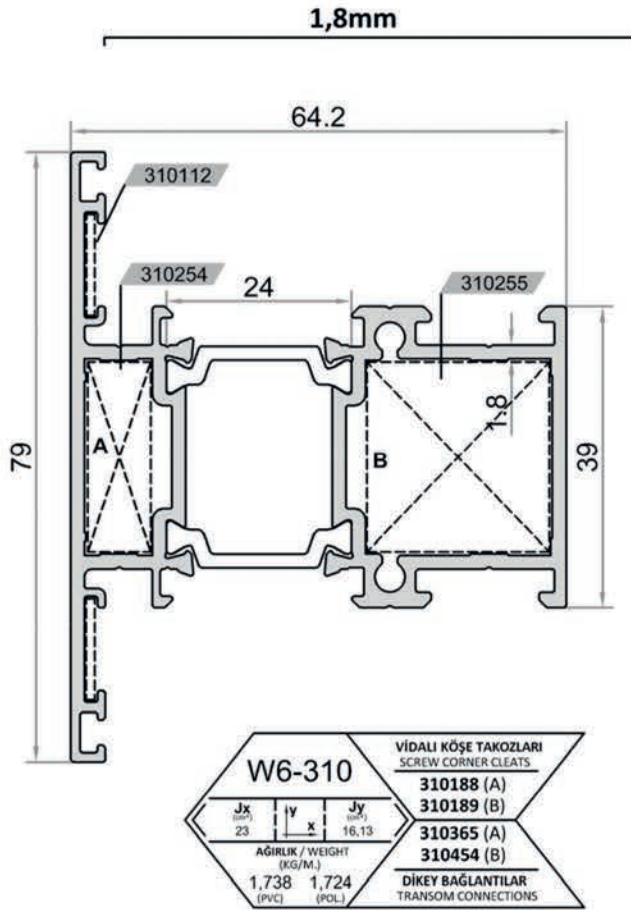 1,8mm
64.2
310112
310254
24
310255
1.8
79
A
B
39
W6-310
Jx
(cm⁴)
23
y
x
Jy
(cm⁴)
16,13
AĞIRLIK / WEIGHT
(KG/M.)
1,738 1,724
(PVC) (POL.)
VİDALI KÖŞE TAKOZLARI
SCREW CORNER CLEATS
310188 (A)
310189 (B)
310365 (A)
310454 (B)
DİKEY BAĞLANTILAR
TRANSOM CONNECTIONS